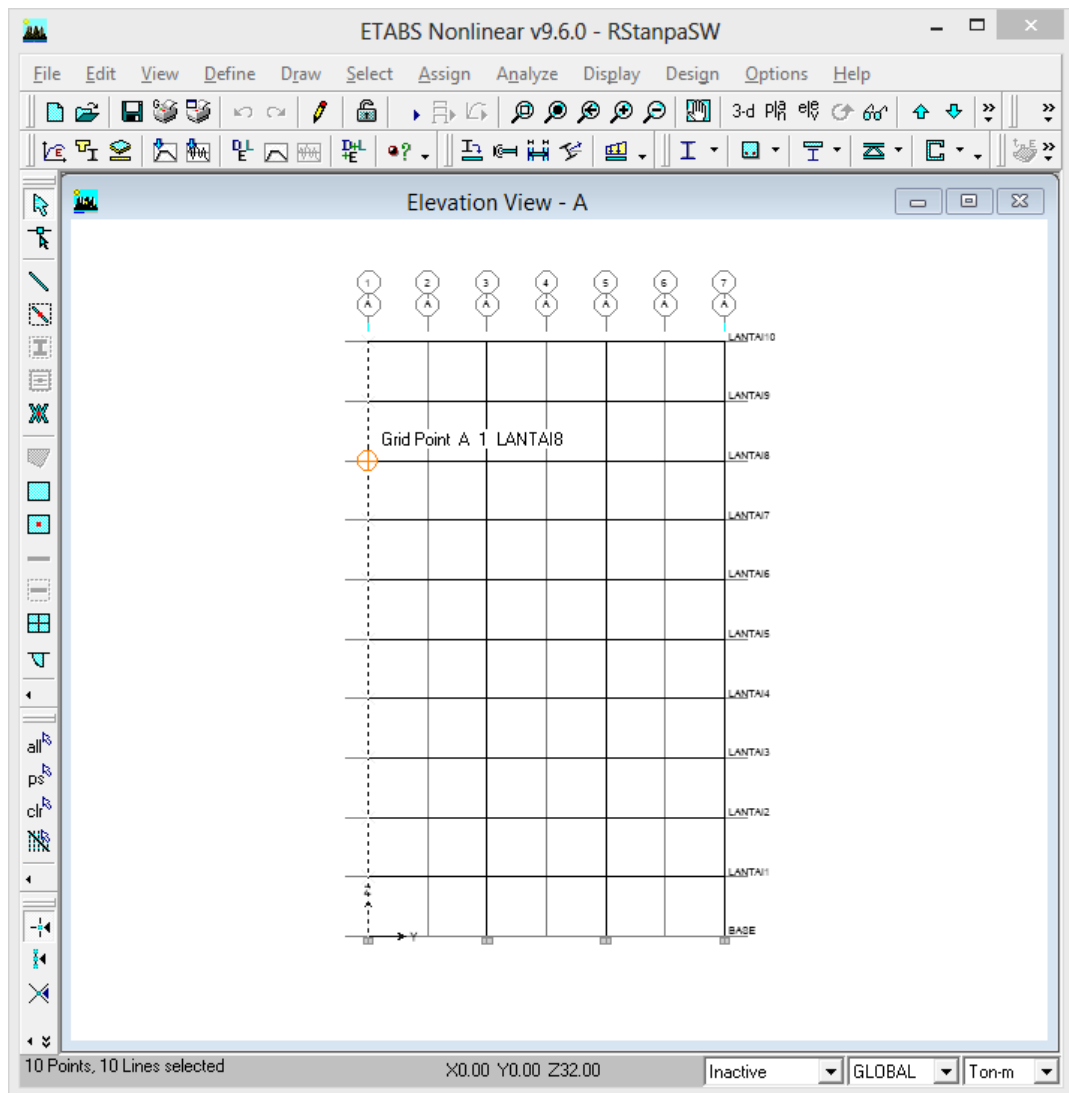 ETABS Nonlinear v9.6.0 - RStanpaSW
File Edit View Define Draw Select Assign Analyze Display Design Options Help
3-d
Elevation View - A
1 2 3 4 5 6 7
A A A A A A A
LANTAI10
LANTAI9
Grid Point A 1 LANTAI8
LANTAI8
LANTAI7
LANTAI6
LANTAI5
LANTAI4
LANTAI3
LANTAI2
LANTAI1
BASE
Y
all
ps
clr
10 Points, 10 Lines selected
X0.00 Y0.00 Z32.00
Inactive
GLOBAL
Ton-m